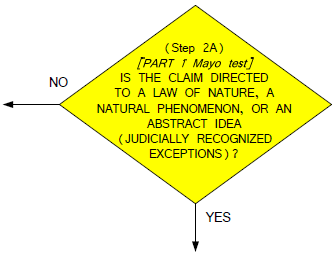 (Step 2A)
[PART 1 Mayo test]
IS THE CLAIM DIRECTED
TO A LAW OF NATURE, A
NATURAL PHENOMENON, OR AN
ABSTRACT IDEA
(JUDICIALLY RECOGNIZED
EXCEPTIONS)?
NO
YES